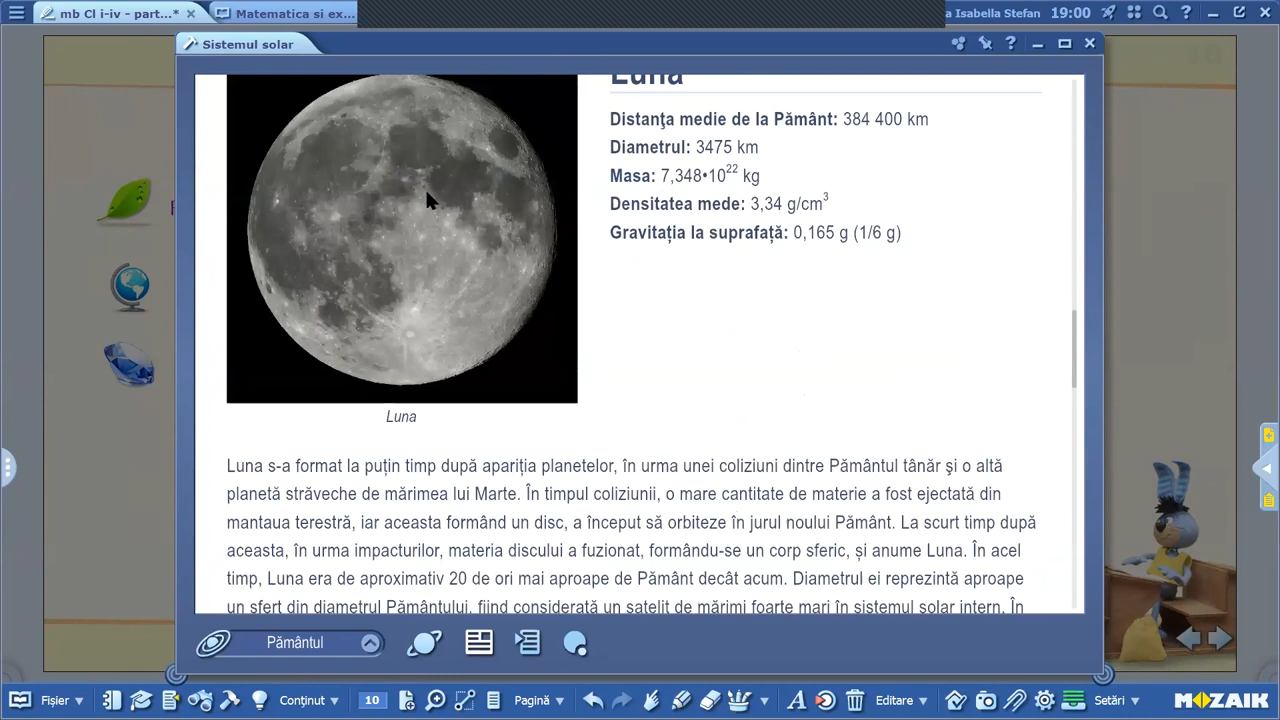 mb Cl i-iv - part...*
Matematica si ex...
a Isabella Stefan 19:00
Sistemul solar
Luna
Distanţa medie de la Pământ: 384 400 km
Diametrul: 3475 km
Masa: 7,348•10²² kg
Densitatea mede: 3,34 g/cm³
Gravitația la suprafață: 0,165 g (1/6 g)
Luna
Luna s-a format la puțin timp după apariția planetelor, în urma unei coliziuni dintre Pământul tânăr şi o altă
planetă străveche de mărimea lui Marte. În timpul coliziunii, o mare cantitate de materie a fost ejectată din
mantaua terestră, iar aceasta formând un disc, a început să orbiteze în jurul noului Pământ. La scurt timp după
aceasta, în urma impacturilor, materia discului a fuzionat, formându-se un corp sferic, și anume Luna. În acel
timp, Luna era de aproximativ 20 de ori mai aproape de Pământ decât acum. Diametrul ei reprezintă aproape
un sfert din diametrul Pământului, fiind considerată un satelit de mărimi foarte mari în sistemul solar intern. În
Pământul
Fișier
Conținut
10
Pagină
Editare
Setări
MOZAIK